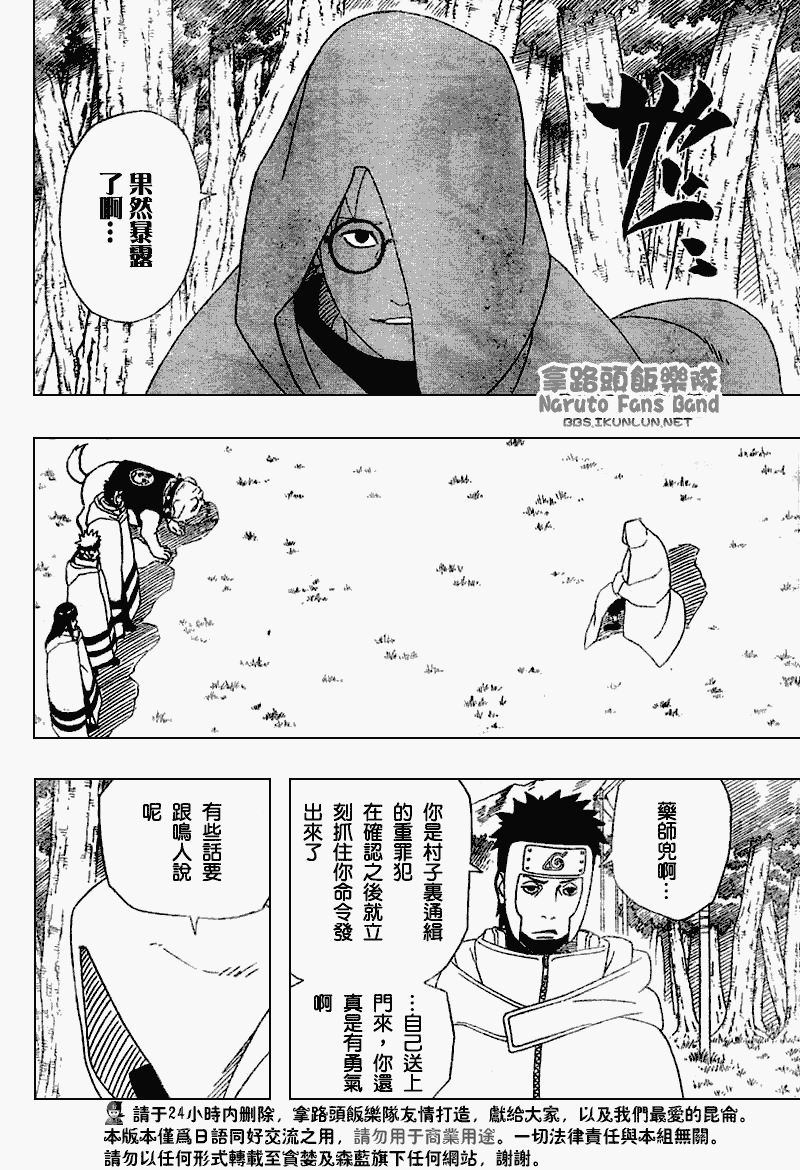 果然暴露
了啊…
ザッ…
拿路頭飯樂隊
Naruto Fans Band
BBS.IKUNLUN.NET
藥師兜啊…
你是村子裏通緝
的重罪犯
在確認之後就立
刻抓住你命令發
出來了
…自己送上
門來，你還
真是有勇氣
啊
有些話要
跟鳴人說
呢
請于24小時内删除，拿路頭飯樂隊友情打造，獻給大家，以及我們最愛的昆侖。
本版本僅爲日語同好交流之用，請勿用于商業用途。一切法律責任與本組無關。
請勿以任何形式轉載至貪婪及森藍旗下任何網站，謝謝。